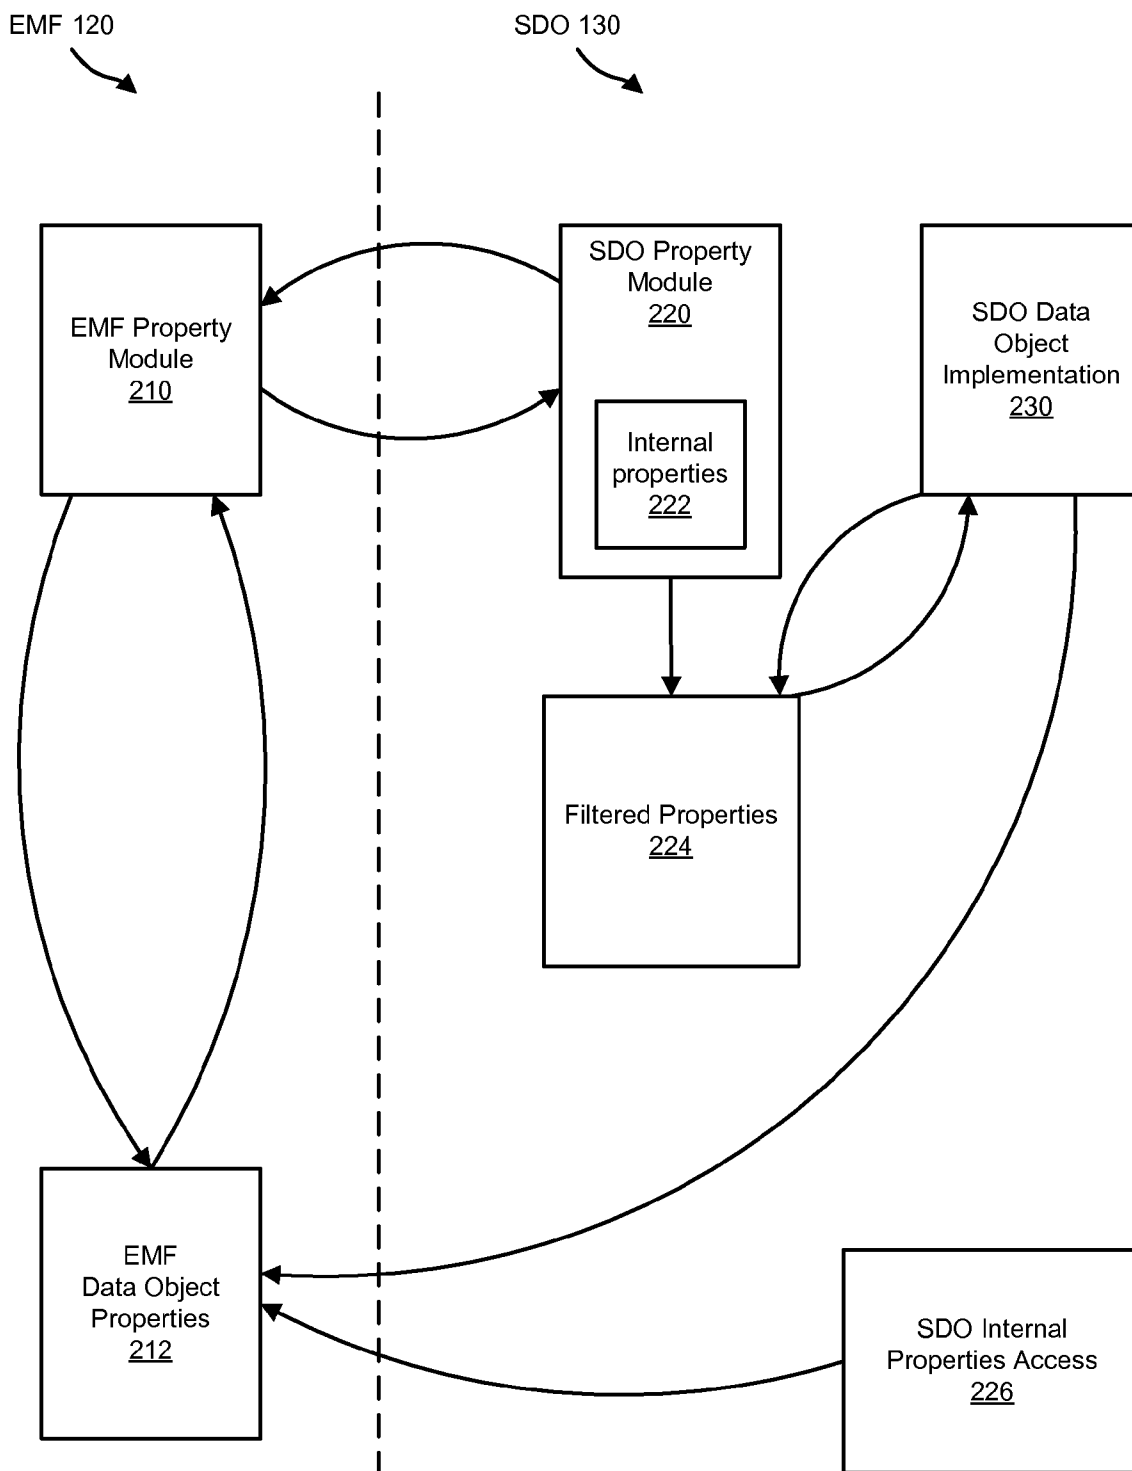 EMF 120
SDO 130
EMF Property
Module
210
SDO Property
Module
220
Internal
properties
222
SDO Data
Object
Implementation
230
Filtered Properties
224
EMF
Data Object
Properties
212
SDO Internal
Properties Access
226